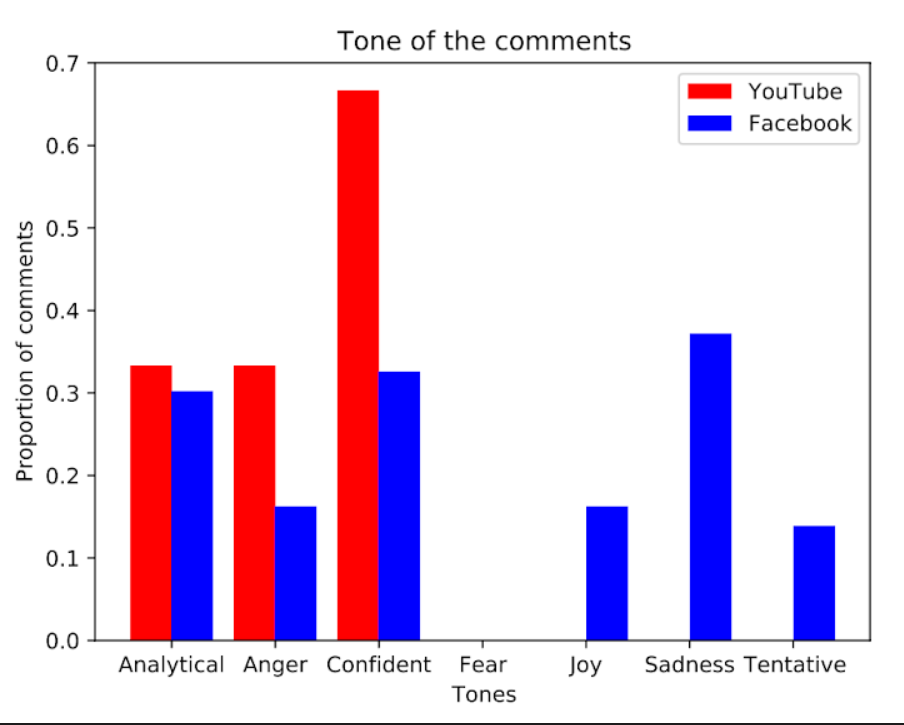 Tone of the comments
YouTube
Facebook
Proportion of comments
0.7
0.6
0.5
0.4
0.3
0.2
0.1
0.0
Analytical Anger Confident Fear Joy Sadness Tentative
Tones